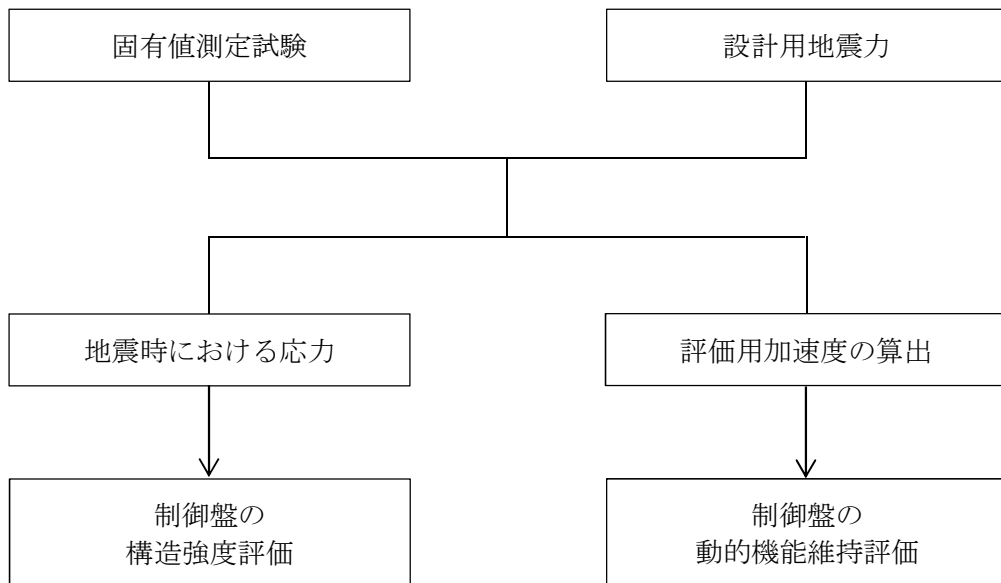 固有値測定試験
設計用地震力
地震時における応力
評価用加速度の算出
制御盤の
構造強度評価
制御盤の
動的機能維持評価